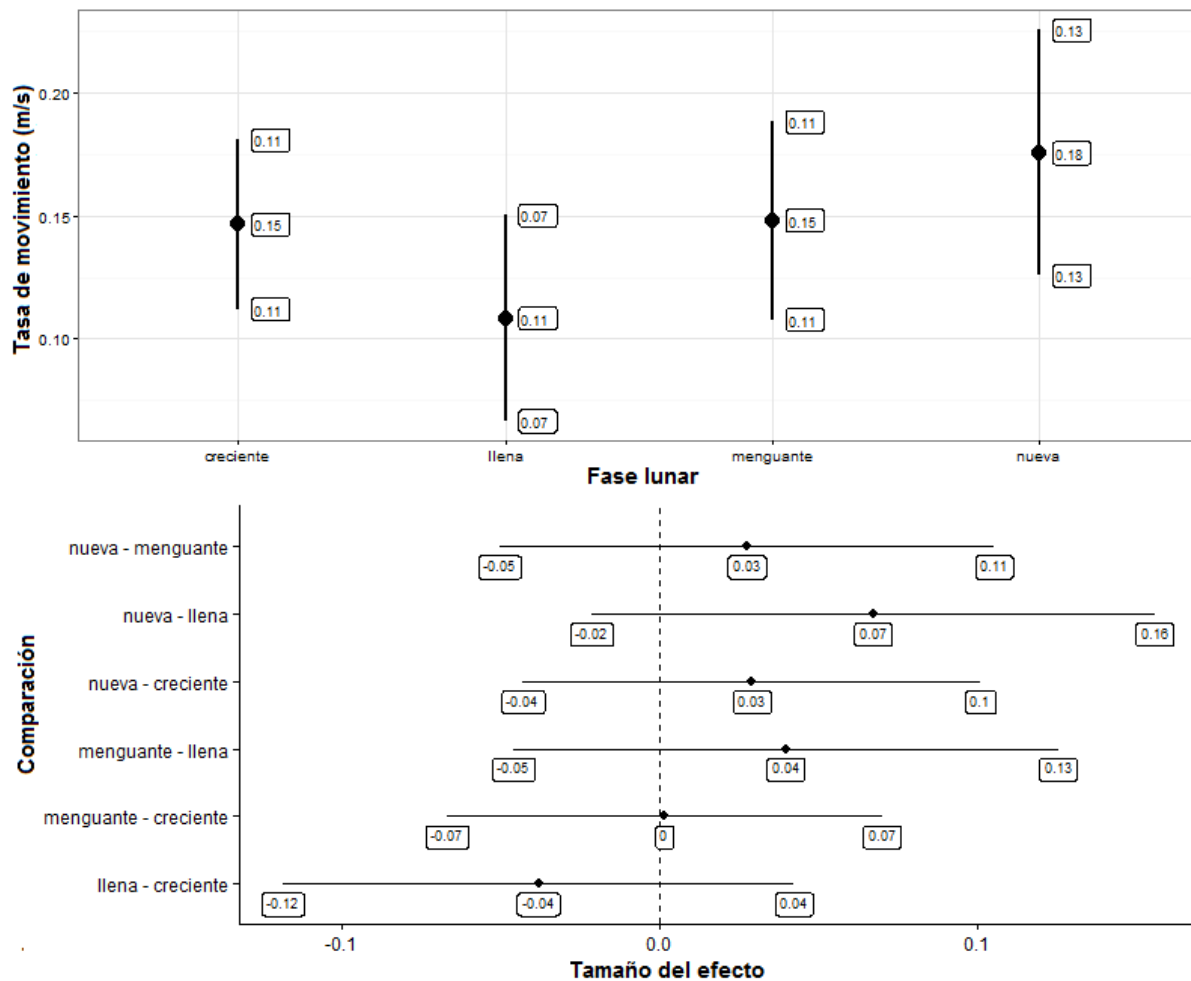 Tasa de movimiento (m/s)
0.20
0.15
0.10
0.11
0.15
0.11
0.07
0.11
0.07
0.11
0.15
0.11
0.13
0.18
0.13
creciente
llena
menguante
nueva
Fase lunar
Comparación
nueva - menguante
-0.05
0.03
0.11
nueva - llena
-0.02
0.07
0.16
nueva - creciente
-0.04
0.03
0.1
menguante - llena
-0.05
0.04
0.13
menguante - creciente
-0.07
0
0.07
llena - creciente
-0.12
-0.04
0.04
-0.1
0.0
0.1
Tamaño del efecto